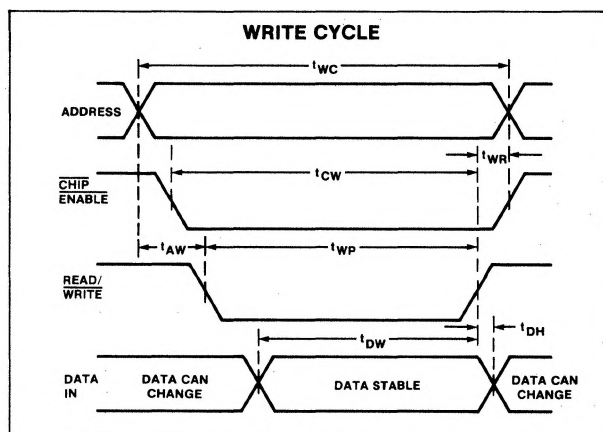 WRITE CYCLE
tWC
ADDRESS
tWR
tCW
CHIP
ENABLE
tAW
tWP
READ/
WRITE
tDH
tDW
DATA
IN
DATA CAN
CHANGE
DATA STABLE
DATA CAN
CHANGE